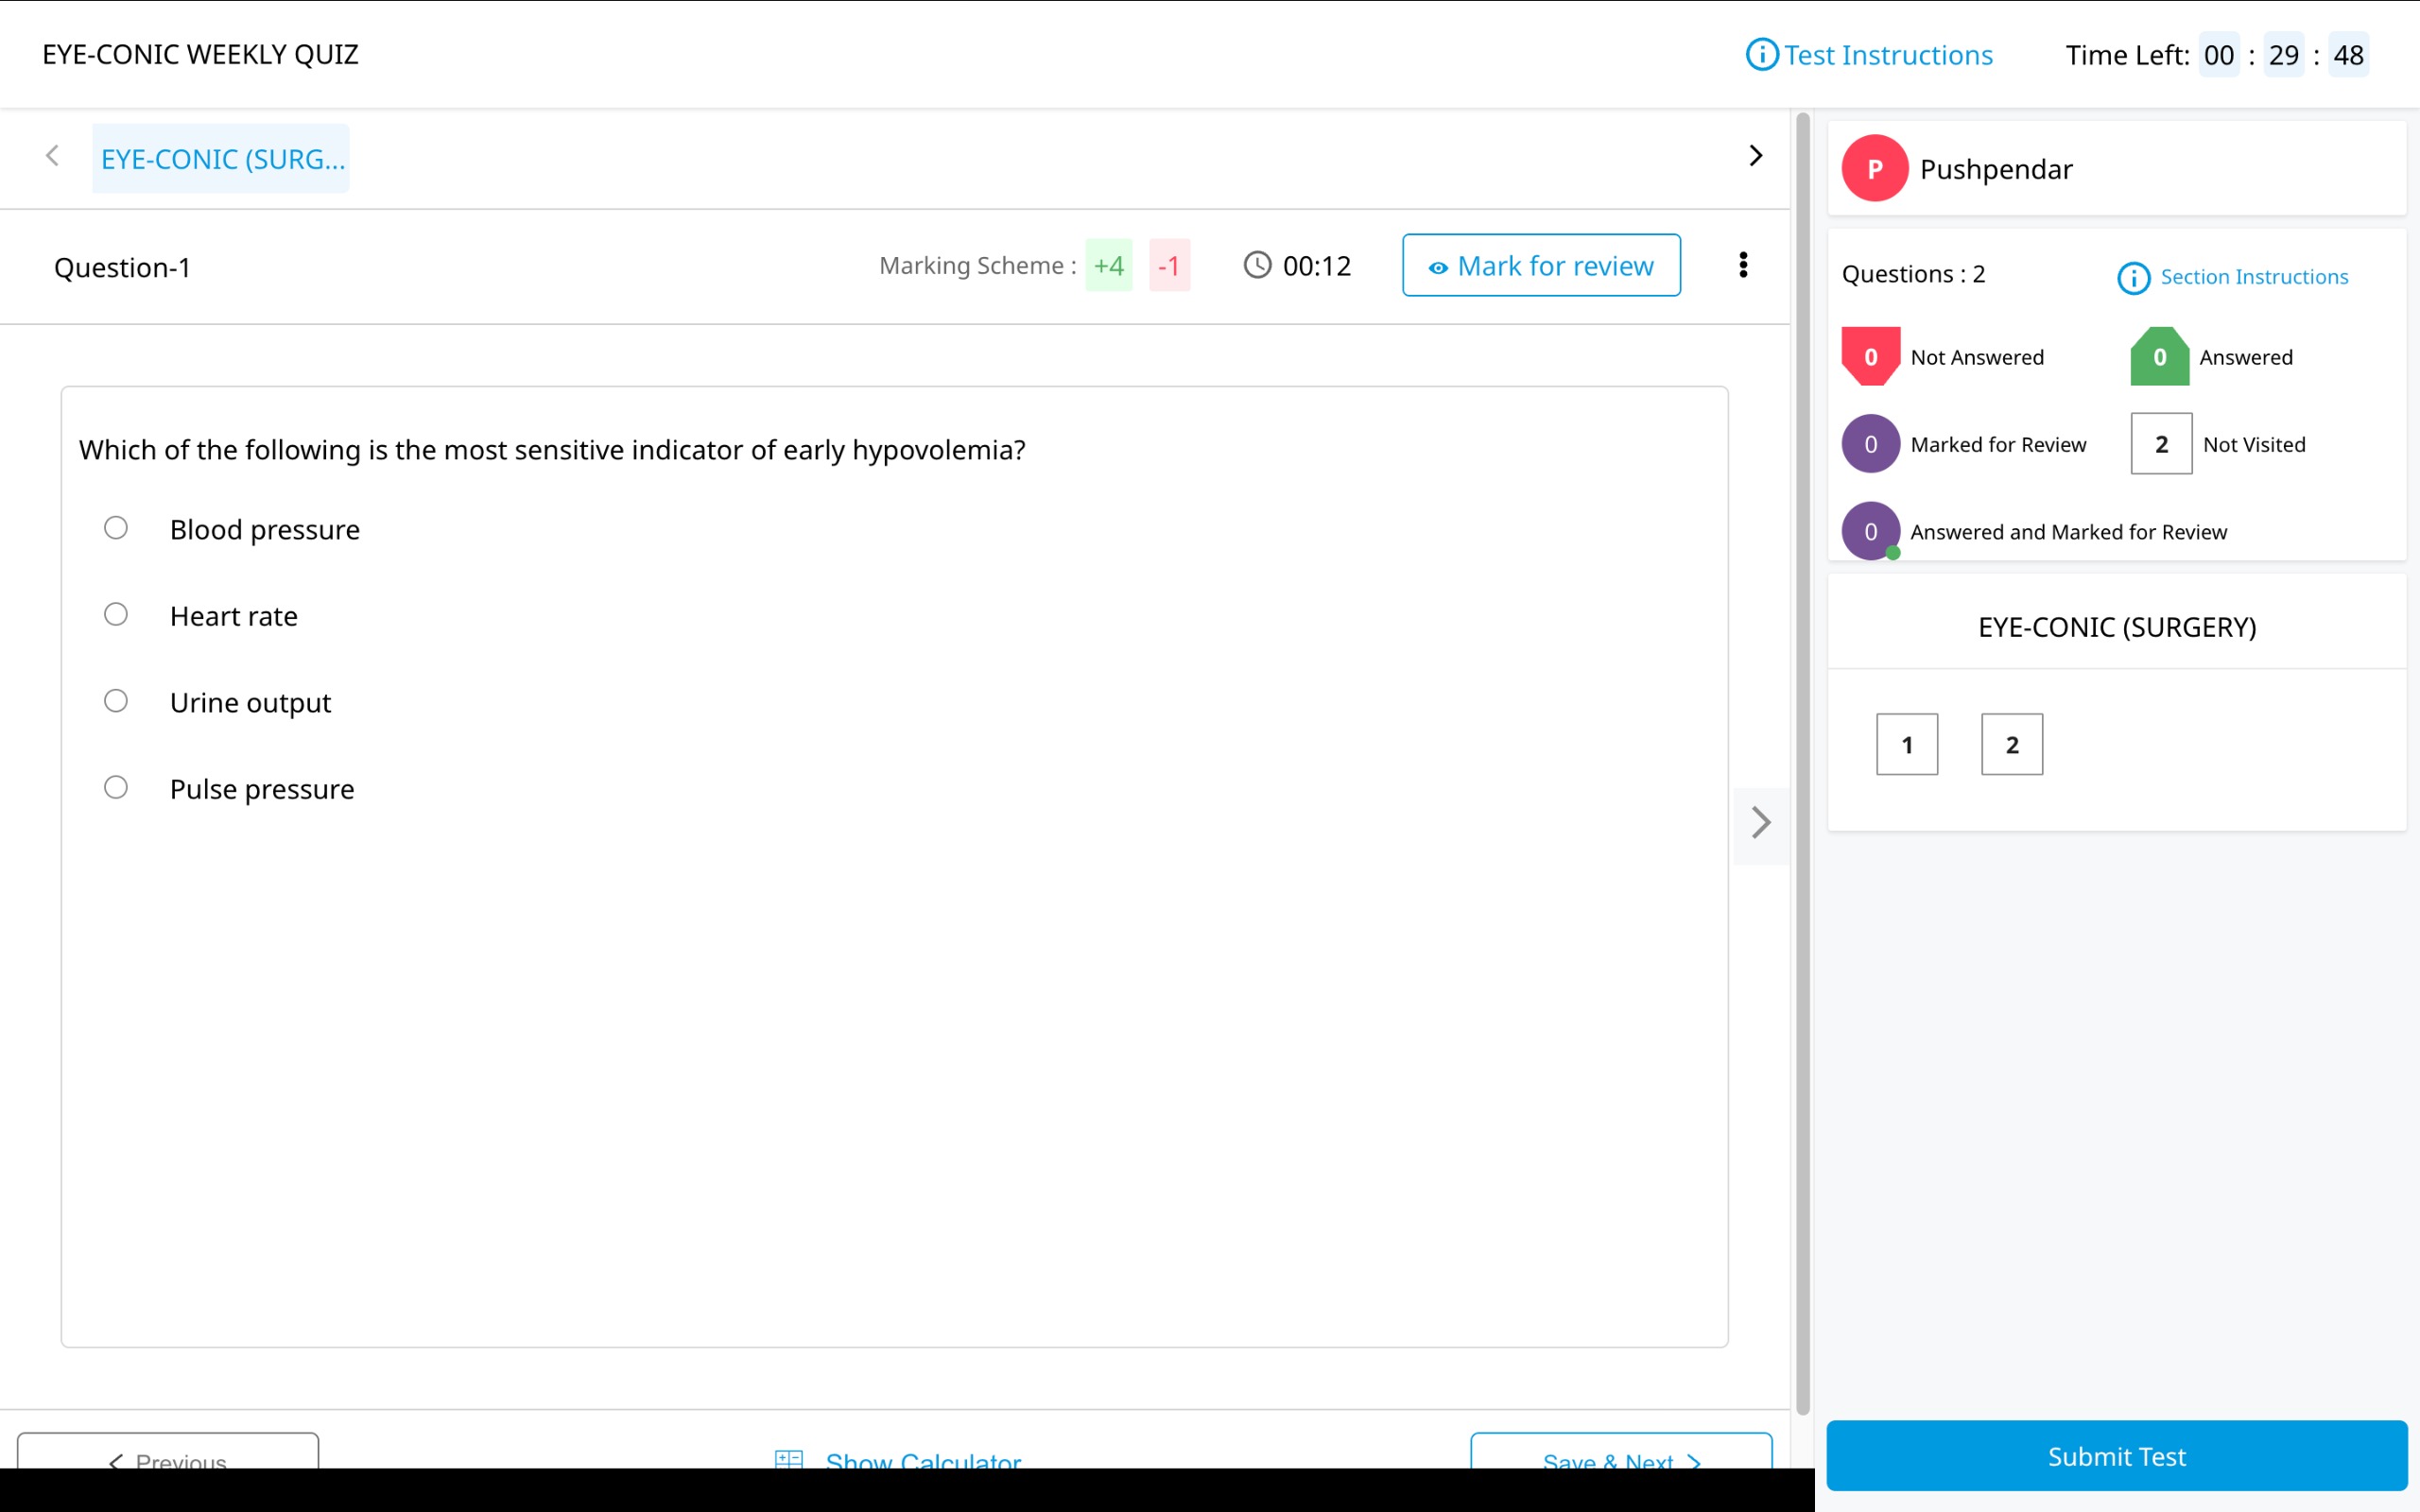 EYE-CONIC WEEKLY QUIZ
Test Instructions
Time Left: 00 : 29 : 48
EYE-CONIC (SURG...
Question-1
Marking Scheme : +4 -1
00:12
Mark for review
Which of the following is the most sensitive indicator of early hypovolemia?
Blood pressure
Heart rate
Urine output
Pulse pressure
Previous
Show Calculator
Save & Next
P Pushpendar
Questions : 2
Section Instructions
0 Not Answered
0 Answered
0 Marked for Review
2 Not Visited
0 Answered and Marked for Review
EYE-CONIC (SURGERY)
1 2
Submit Test